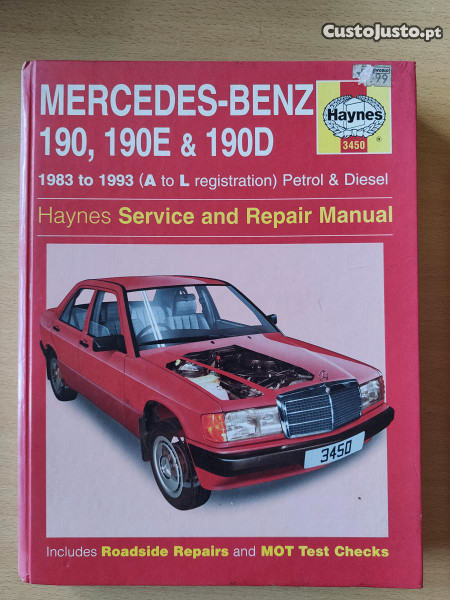 CustoJusto.pt
99
MERCEDES-BENZ
190, 190E & 190D
Haynes
3450
1983 to 1993 (A to L registration) Petrol & Diesel
Haynes Service and Repair Manual
3450
Includes Roadside Repairs and MOT Test Checks